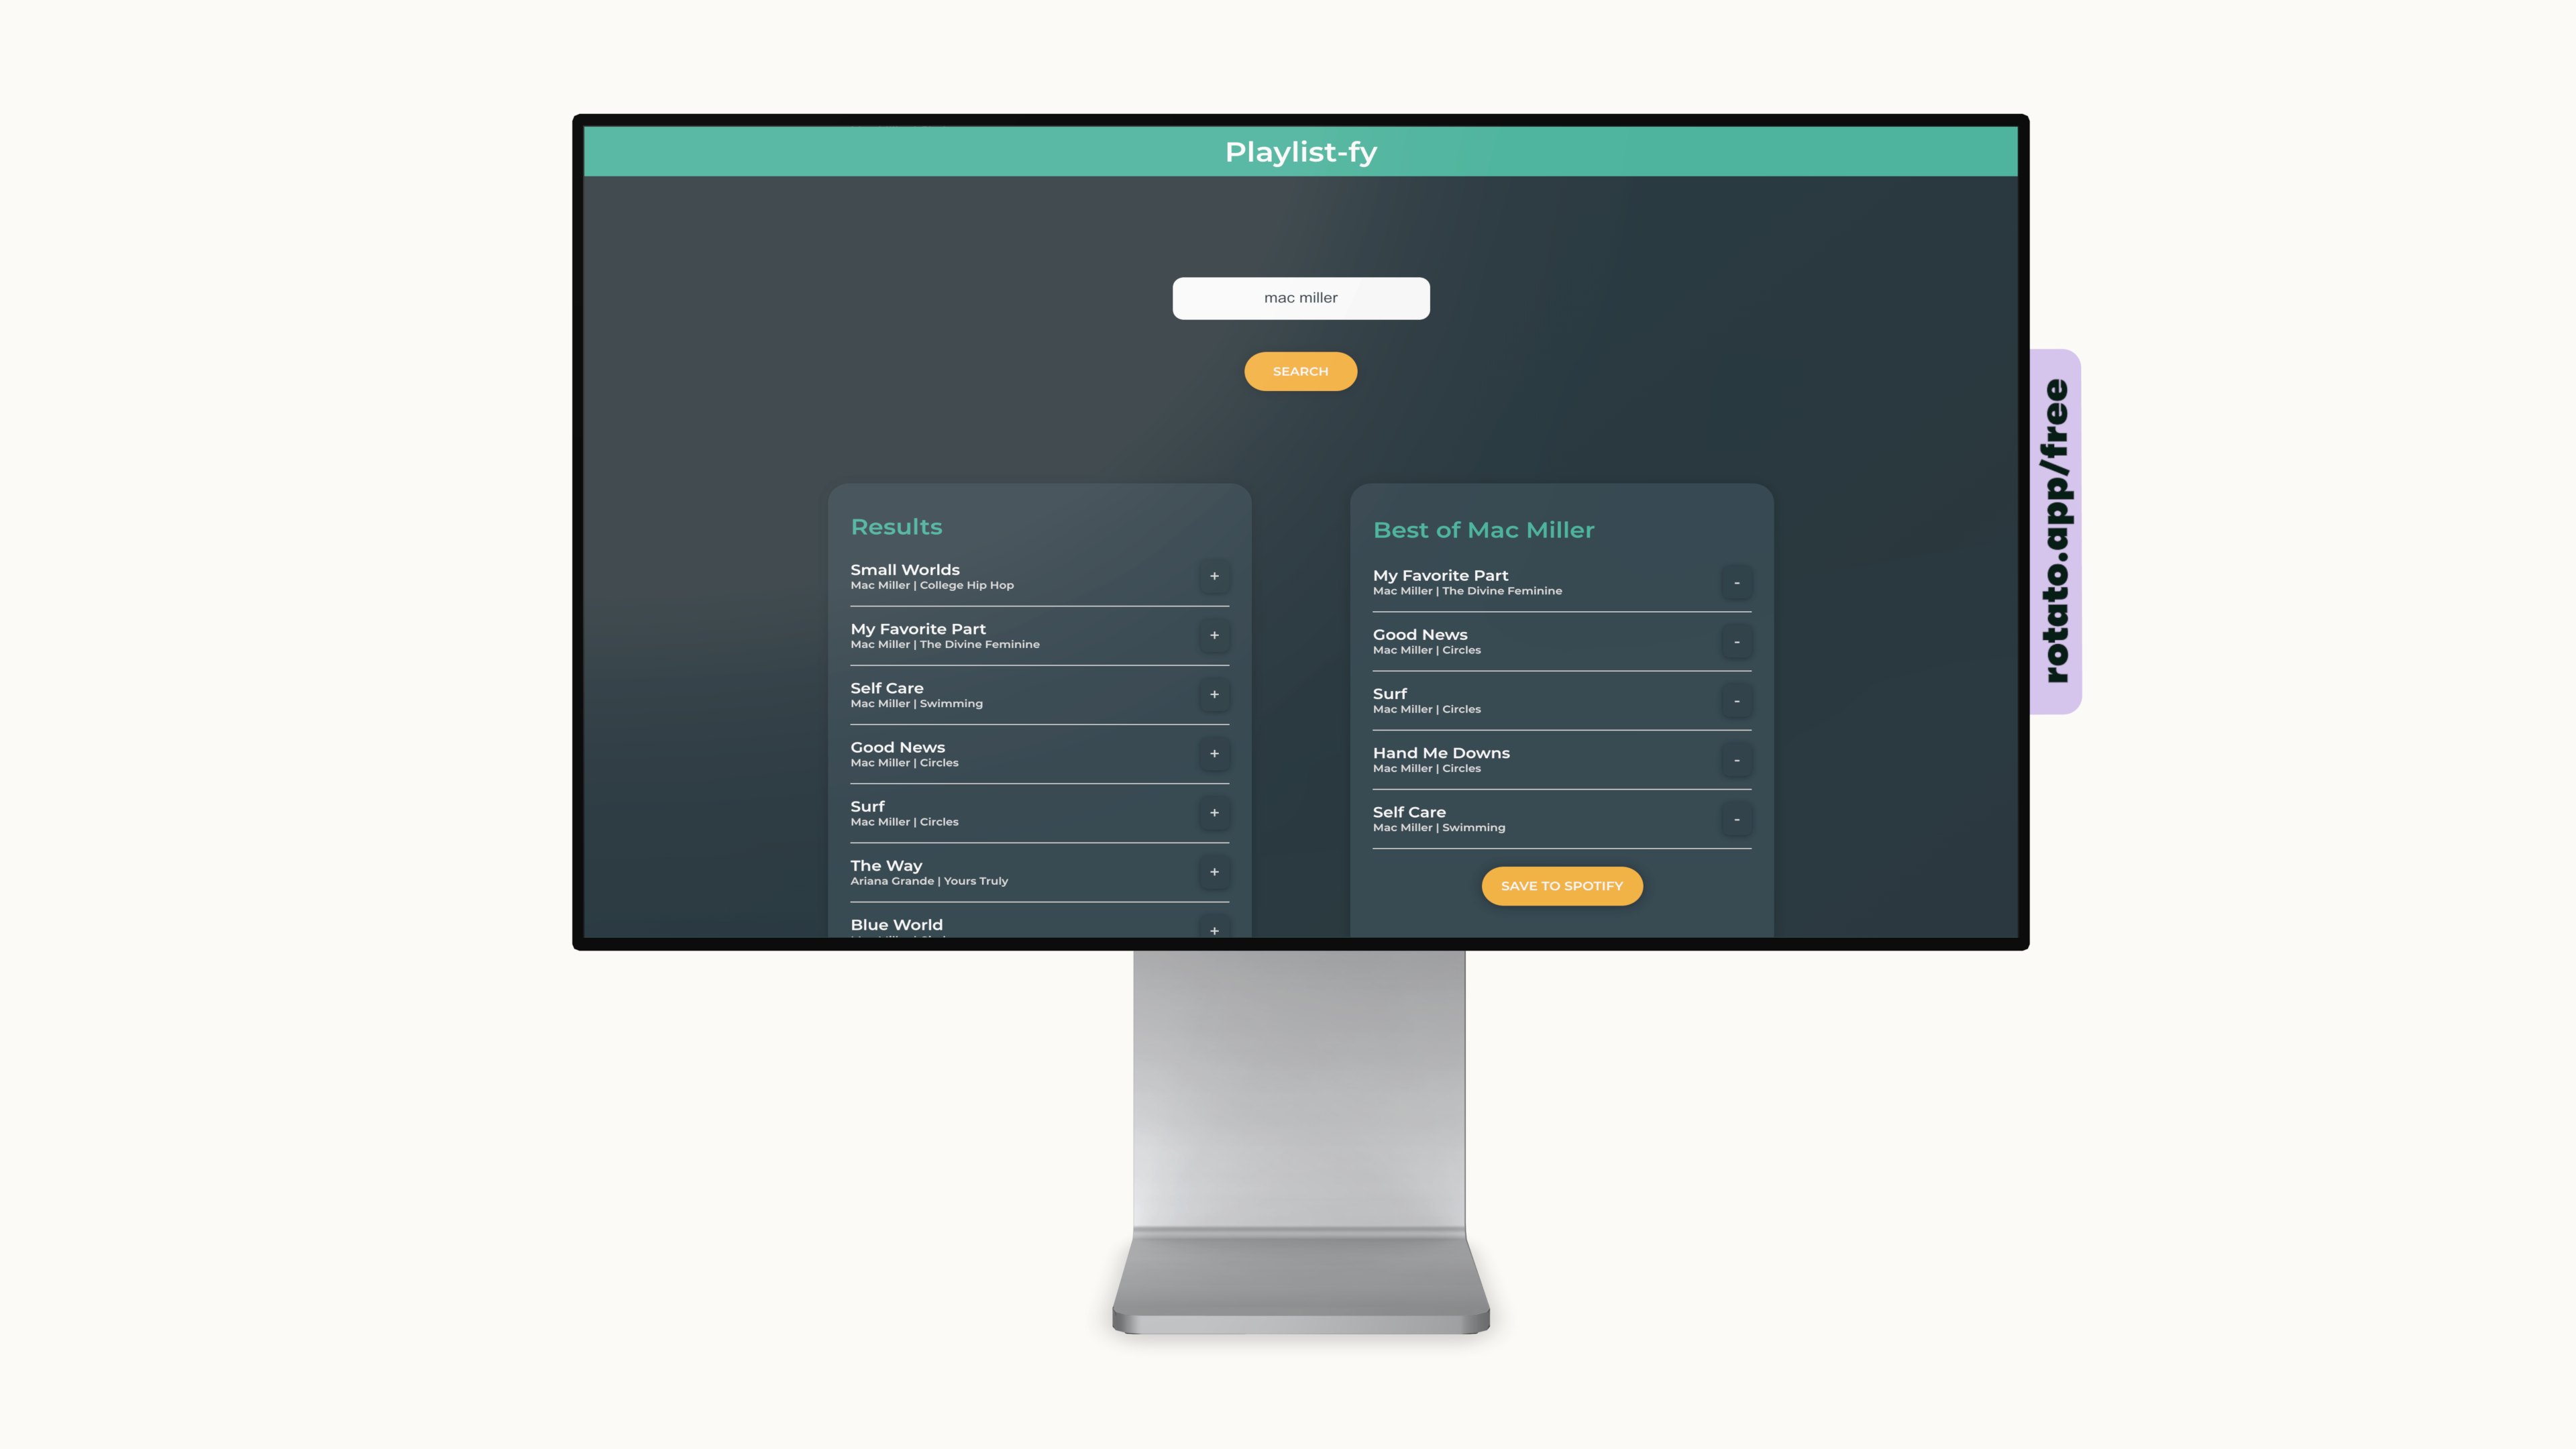 Playlist-fy
mac miller
SEARCH
Results
Small Worlds
Mac Miller | College Hip Hop
+
My Favorite Part
Mac Miller | The Divine Feminine
+
Self Care
Mac Miller | Swimming
+
Good News
Mac Miller | Circles
+
Surf
Mac Miller | Circles
+
The Way
Ariana Grande | Yours Truly
+
Blue World
+
Best of Mac Miller
My Favorite Part
Mac Miller | The Divine Feminine
-
Good News
Mac Miller | Circles
-
Surf
Mac Miller | Circles
-
Hand Me Downs
Mac Miller | Circles
-
Self Care
Mac Miller | Swimming
-
SAVE TO SPOTIFY
rotato.app/free